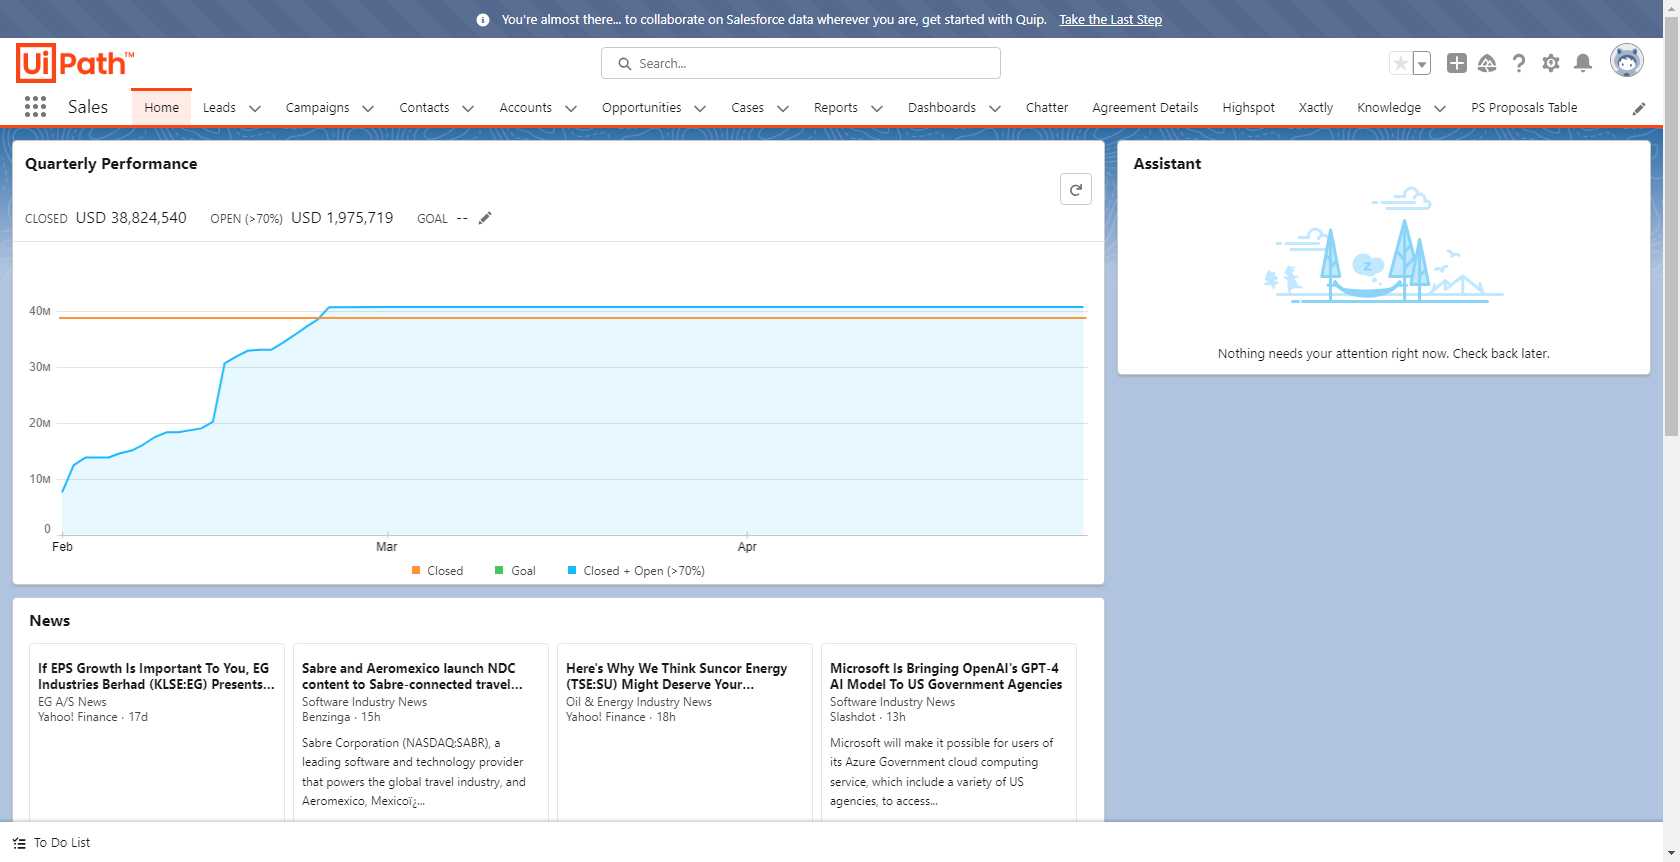 You're almost there... to collaborate on Salesforce data wherever you are, get started with Quip. Take the Last Step
UiPath™
Search...
Sales
Home
Leads
Campaigns
Contacts
Accounts
Opportunities
Cases
Reports
Dashboards
Chatter
Agreement Details
Highspot
Xactly
Knowledge
PS Proposals Table
Quarterly Performance
CLOSED USD 38,824,540 OPEN (>70%) USD 1,975,719 GOAL --
40M
30M
20M
10M
0
Feb Mar Apr
Closed Goal Closed + Open (>70%)
Assistant
z
Nothing needs your attention right now. Check back later.
News
If EPS Growth Is Important To You, EG
Industries Berhad (KLSE:EG) Presents...
EG A/S News
Yahoo! Finance · 17d
Sabre and Aeromexico launch NDC
content to Sabre-connected travel...
Software Industry News
Benzinga · 15h
Sabre Corporation (NASDAQ:SABR), a
leading software and technology provider
that powers the global travel industry, and
Aeromexico, Mexicoï¿...
Here's Why We Think Suncor Energy
(TSE:SU) Might Deserve Your...
Oil & Energy Industry News
Yahoo! Finance · 18h
Microsoft Is Bringing OpenAI's GPT-4
AI Model To US Government Agencies
Software Industry News
Slashdot · 13h
Microsoft will make it possible for users of
its Azure Government cloud computing
service, which include a variety of US
agencies, to access...
To Do List